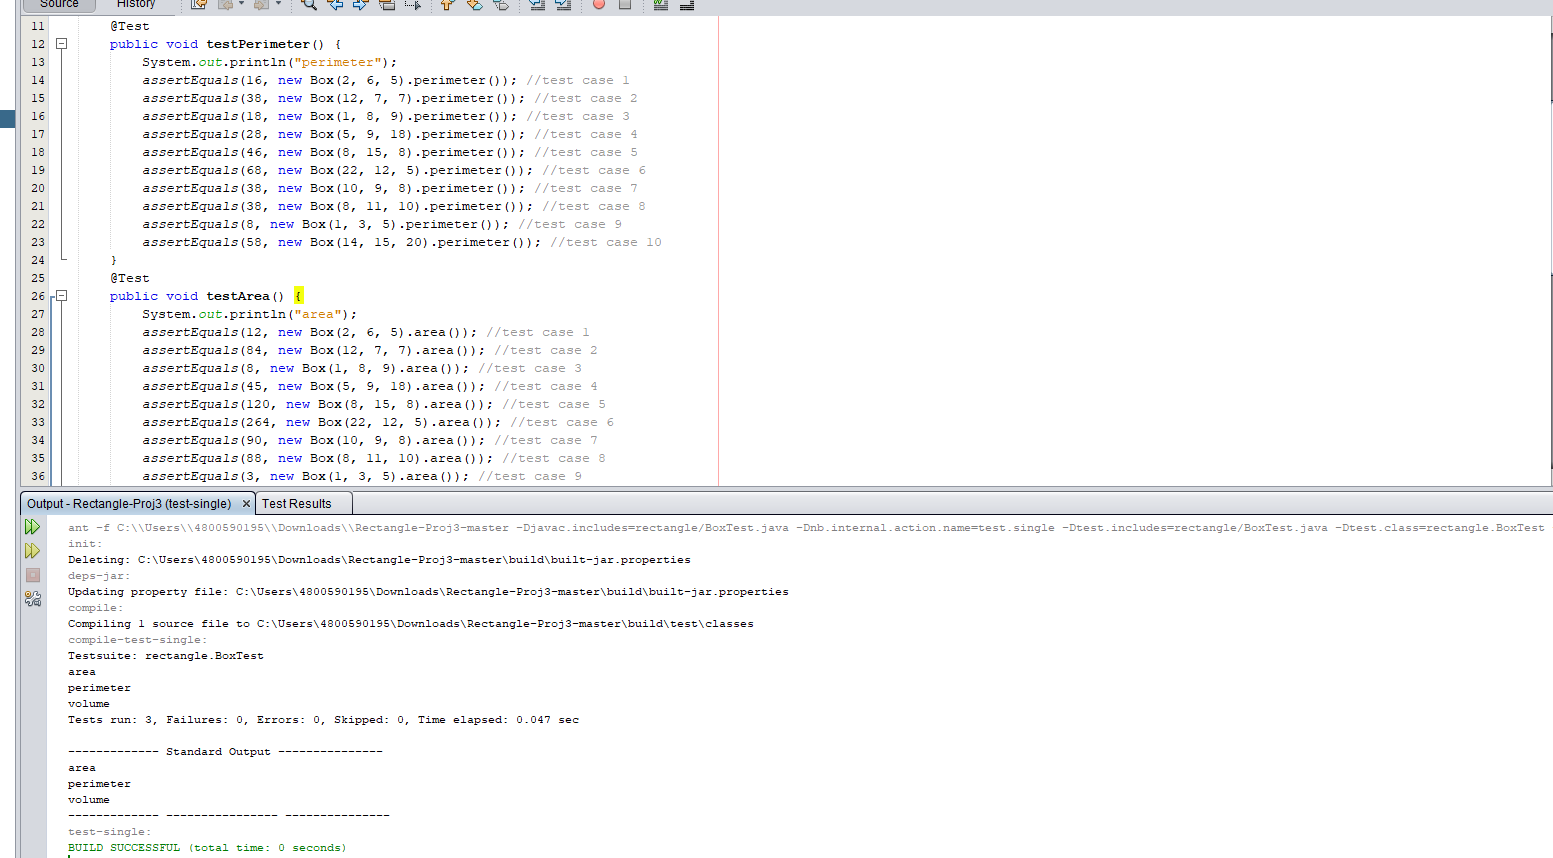 Source History
11 @Test
12 public void testPerimeter() {
13 System.out.println("perimeter");
14 assertEquals(16, new Box(2, 6, 5).perimeter()); //test case 1
15 assertEquals(38, new Box(12, 7, 7).perimeter()); //test case 2
16 assertEquals(18, new Box(1, 8, 9).perimeter()); //test case 3
17 assertEquals(28, new Box(5, 9, 18).perimeter()); //test case 4
18 assertEquals(46, new Box(8, 15, 8).perimeter()); //test case 5
19 assertEquals(68, new Box(22, 12, 5).perimeter()); //test case 6
20 assertEquals(38, new Box(10, 9, 8).perimeter()); //test case 7
21 assertEquals(38, new Box(8, 11, 10).perimeter()); //test case 8
22 assertEquals(8, new Box(1, 3, 5).perimeter()); //test case 9
23 assertEquals(58, new Box(14, 15, 20).perimeter()); //test case 10
24 }
25 @Test
26 public void testArea() {
27 System.out.println("area");
28 assertEquals(12, new Box(2, 6, 5).area()); //test case 1
29 assertEquals(84, new Box(12, 7, 7).area()); //test case 2
30 assertEquals(8, new Box(1, 8, 9).area()); //test case 3
31 assertEquals(45, new Box(5, 9, 18).area()); //test case 4
32 assertEquals(120, new Box(8, 15, 8).area()); //test case 5
33 assertEquals(264, new Box(22, 12, 5).area()); //test case 6
34 assertEquals(90, new Box(10, 9, 8).area()); //test case 7
35 assertEquals(88, new Box(8, 11, 10).area()); //test case 8
36 assertEquals(3, new Box(1, 3, 5).area()); //test case 9
Output - Rectangle-Proj3 (test-single) × Test Results
ant -f C:\\Users\\4800590195\\Downloads\\Rectangle-Proj3-master -Djavac.includes=rectangle/BoxTest.java -Dnb.internal.action.name=test.single -Dtest.includes=rectangle/BoxTest.java -Dtest.class=rectangle.BoxTest
init:
Deleting: C:\Users\4800590195\Downloads\Rectangle-Proj3-master\build\built-jar.properties
deps-jar:
Updating property file: C:\Users\4800590195\Downloads\Rectangle-Proj3-master\build\built-jar.properties
compile:
Compiling 1 source file to C:\Users\4800590195\Downloads\Rectangle-Proj3-master\build\test\classes
compile-test-single:
Testsuite: rectangle.BoxTest
area
perimeter
volume
Tests run: 3, Failures: 0, Errors: 0, Skipped: 0, Time elapsed: 0.047 sec
------------- Standard Output ---------------
area
perimeter
volume
------------- ---------------- ---------------
test-single:
BUILD SUCCESSFUL (total time: 0 seconds)